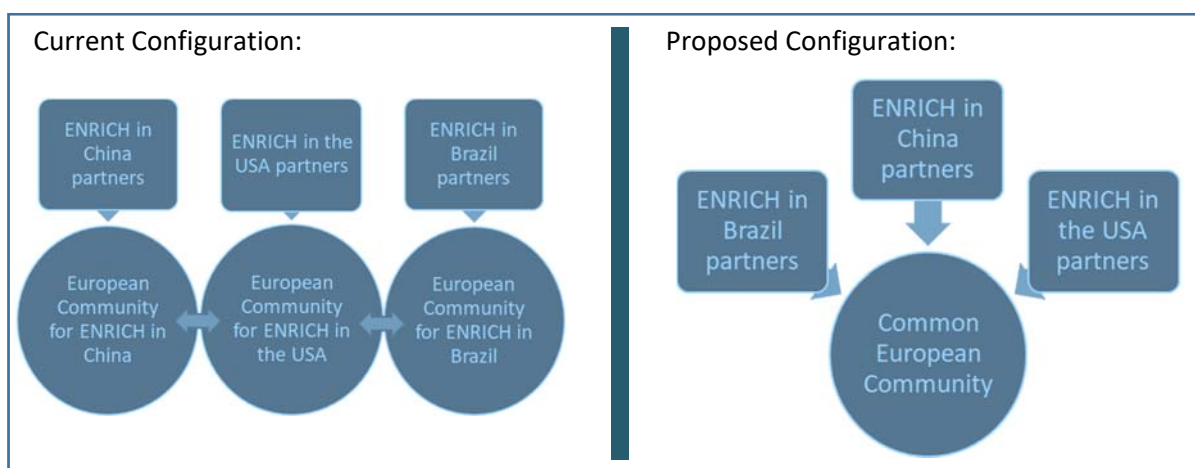 Current Configuration:
ENRICH in
China
partners
ENRICH in the
USA partners
ENRICH in
Brazil
partners
European
Community
for ENRICH in
China
European
Community
for ENRICH in
the USA
European
Community
for ENRICH in
Brazil
Proposed Configuration:
ENRICH in
China
partners
ENRICH in
Brazil
partners
ENRICH in
the USA
partners
Common
European
Community